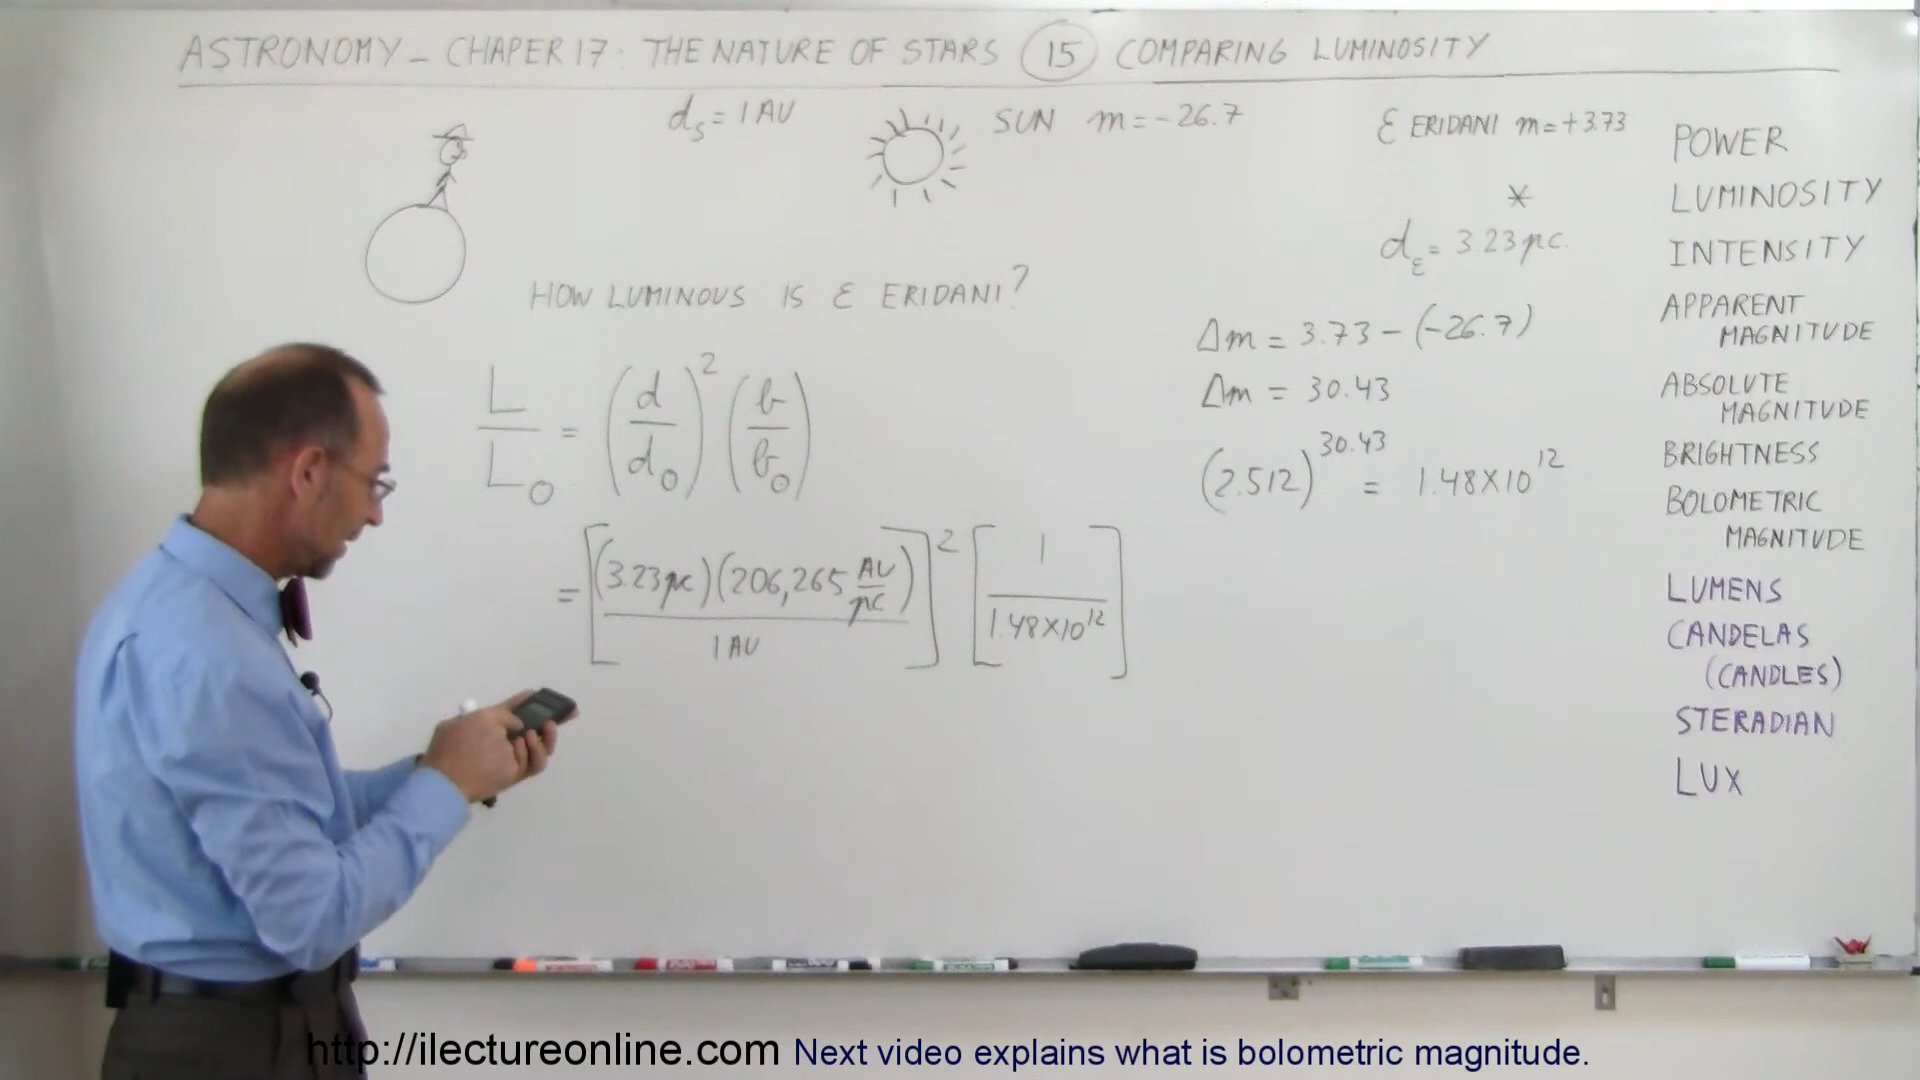 ASTRONOMY - CHAPER 17: THE NATURE OF STARS 15 COMPARING LUMINOSITY
d_S = 1 AU
SUN m = -26.7
ε ERIDANI m = +3.73
d_ε = 3.23 pc.
HOW LUMINOUS IS ε ERIDANI?
L / L_⊙ = (d / d_⊙)^2 (b / b_⊙)
= [(3.23 pc)(206,265 AU/pc) / 1 AU]^2 [1 / 1.48×10^12]
Δm = 3.73 - (-26.7)
Δm = 30.43
(2.512)^30.43 = 1.48×10^12
POWER
LUMINOSITY
INTENSITY
APPARENT
MAGNITUDE
ABSOLUTE
MAGNITUDE
BRIGHTNESS
BOLOMETRIC
MAGNITUDE
LUMENS
CANDELAS
(CANDLES)
STERADIAN
LUX
http://ilectureonline.com Next video explains what is bolometric magnitude.